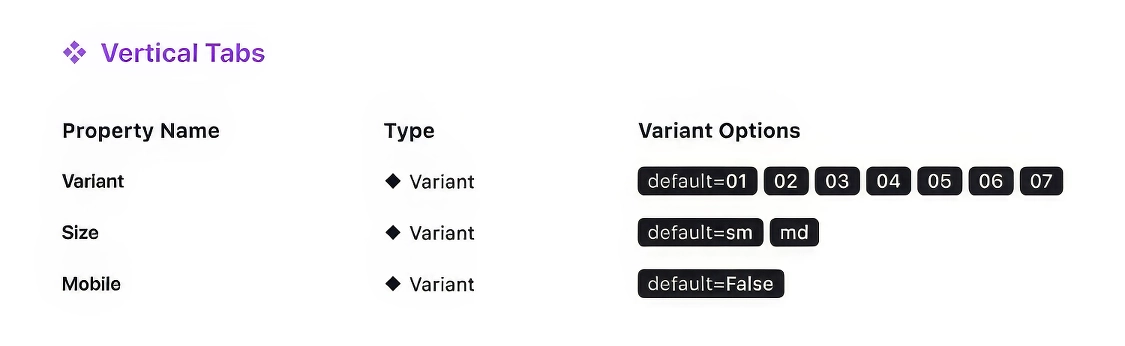 Vertical Tabs
Property Name Type Variant Options
Variant Variant default=01 02 03 04 05 06 07
Size Variant default=sm md
Mobile Variant default=False